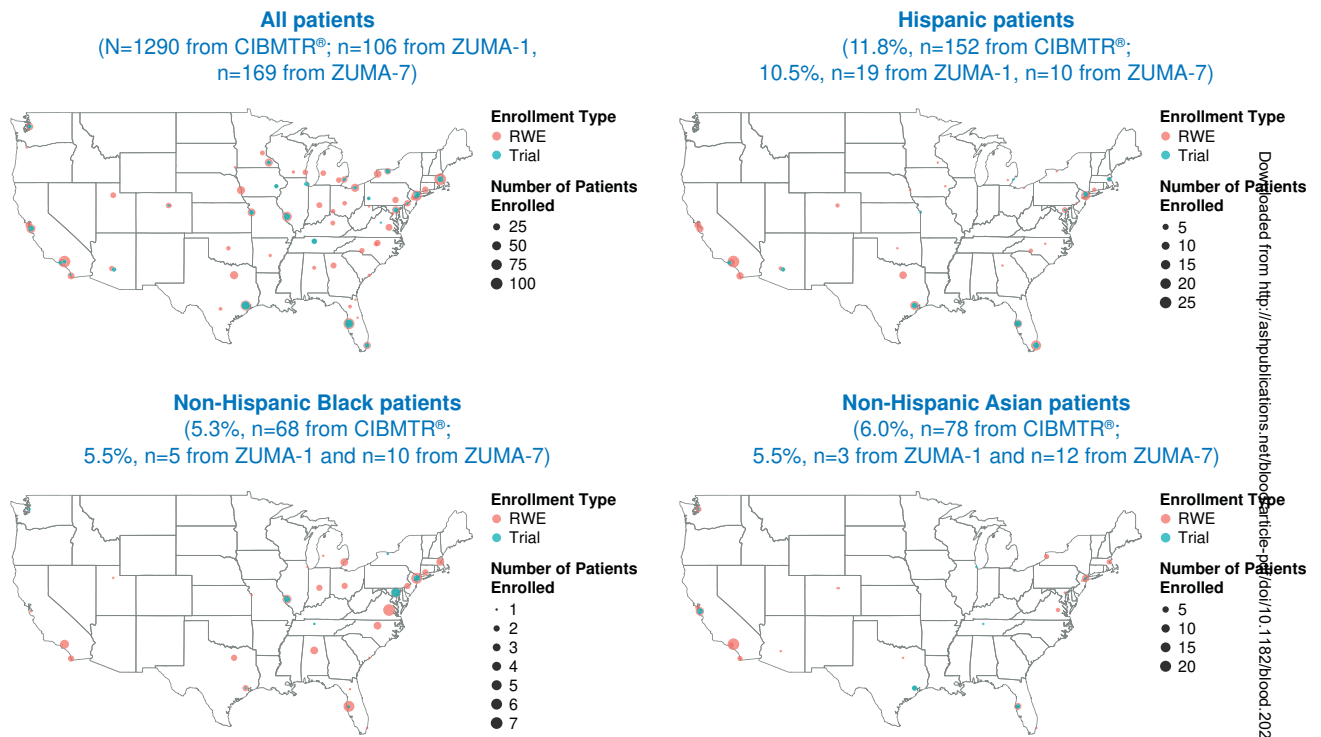 All patients
(N=1290 from CIBMTR®; n=106 from ZUMA-1,
n=169 from ZUMA-7)
Enrollment Type
RWE
Trial
Number of Patients
Enrolled
25
50
75
100
Hispanic patients
(11.8%, n=152 from CIBMTR®;
10.5%, n=19 from ZUMA-1, n=10 from ZUMA-7)
Enrollment Type
RWE
Trial
Number of Patients
Enrolled
5
10
15
20
25
Non-Hispanic Black patients
(5.3%, n=68 from CIBMTR®;
5.5%, n=5 from ZUMA-1 and n=10 from ZUMA-7)
Enrollment Type
RWE
Trial
Number of Patients
Enrolled
1
2
3
4
5
6
7
Non-Hispanic Asian patients
(6.0%, n=78 from CIBMTR®;
5.5%, n=3 from ZUMA-1 and n=12 from ZUMA-7)
Enrollment Type
RWE
Trial
Number of Patients
Enrolled
5
10
15
20
Downloaded from http://ashpublications.net/blood/article-pdf/doi/10.1182/blood.202